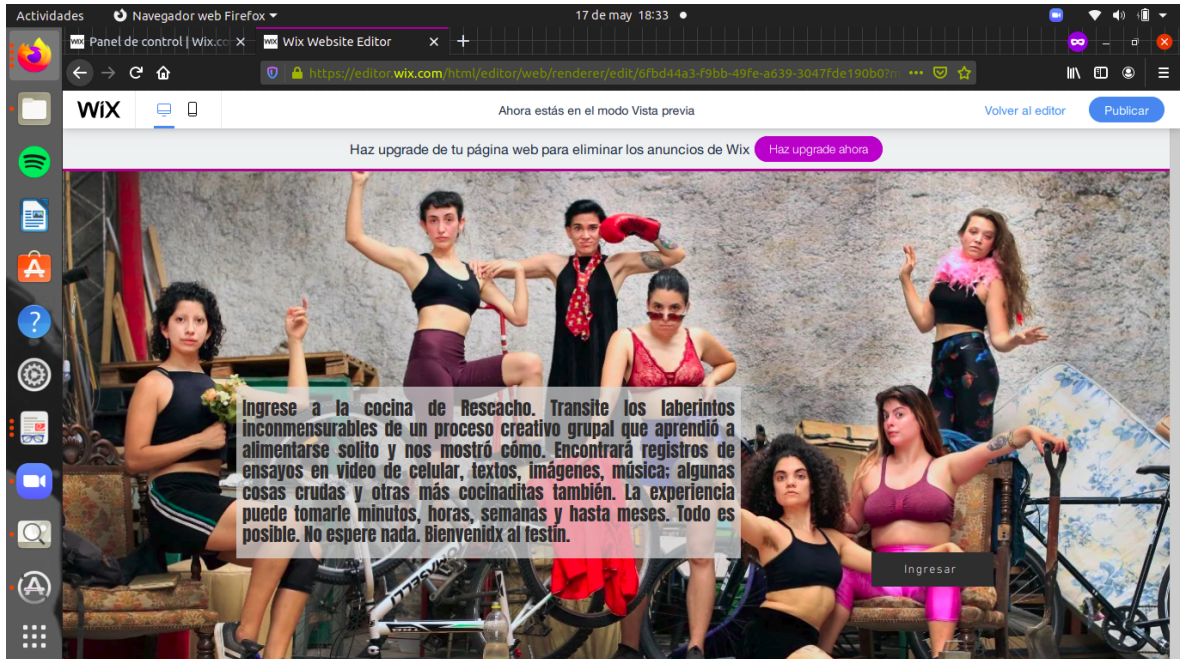 Actividades
Navegador web Firefox
17 de may 18:33
Panel de control | Wix.co
Wix Website Editor
https://editor.wix.com/html/editor/web/renderer/edit/6fbd44a3-f9bb-49fe-a639-3047fde190b0?m
WiX
Ahora estás en el modo Vista previa
Volver al editor
Publicar
Haz upgrade de tu página web para eliminar los anuncios de Wix
Haz upgrade ahora
Ingrese a la cocina de Rescacho. Transite los laberintos
inconmensurables de un proceso creativo grupal que aprendió a
alimentarse solito y nos mostró cómo. Encontrará registros de
ensayos en video de celular, textos, imágenes, música; algunas
cosas crudas y otras más cocinaditas también. La experiencia
puede tomarle minutos, horas, semanas y hasta meses. Todo es
posible. No espere nada. Bienvenidx al festín.
Ingresar